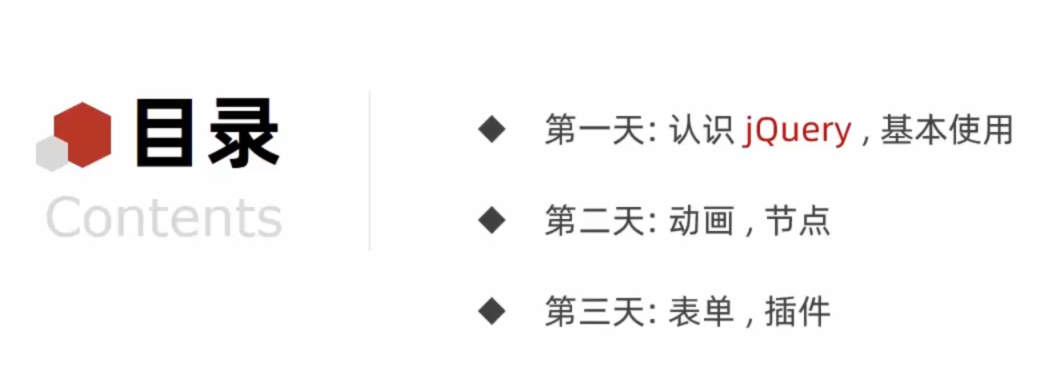 目录
Contents
第一天: 认识 jQuery , 基本使用
第二天: 动画 , 节点
第三天: 表单 , 插件